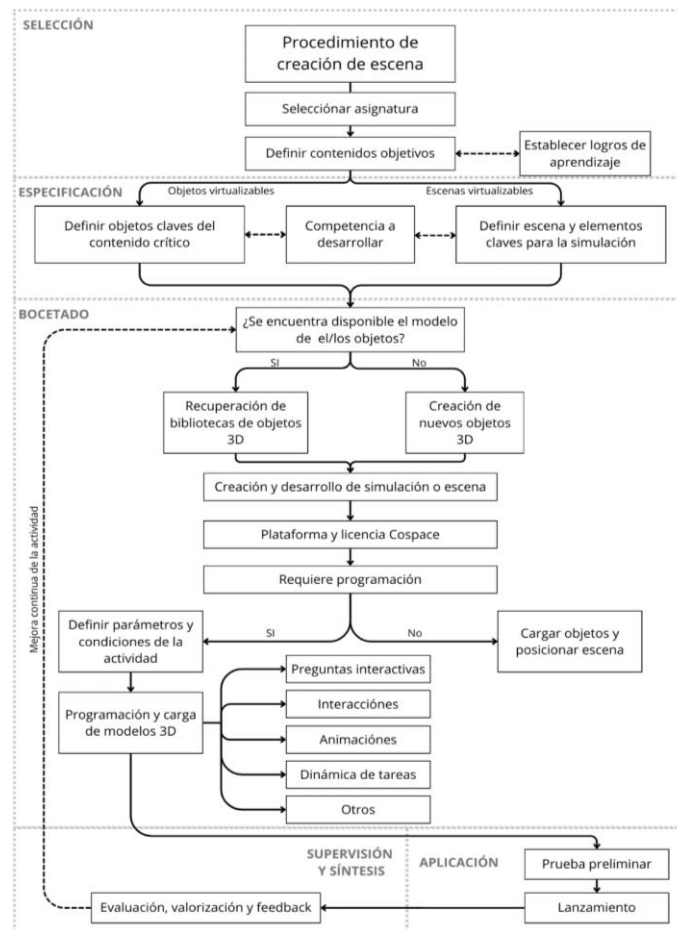 SELECCIÓN
Procedimiento de
creación de escena
Selecciónar asignatura
Definir contenidos objetivos
Establecer logros de
aprendizaje
ESPECIFICACIÓN
Objetos virtualizables
Escenas virtualizables
Definir objetos claves del
contenido crítico
Competencia a
desarrollar
Definir escena y elementos
claves para la simulación
BOCETADO
¿Se encuentra disponible el modelo
de el/los objetos?
SI
No
Recuperación de
bibliotecas de objetos
3D
Creación de
nuevos objetos
3D
Creación y desarrollo de simulación o escena
Plataforma y licencia Cospace
Requiere programación
Mejora continua de la actividad
Definir parámetros y
condiciones de la
actividad
SI
No
Cargar objetos y
posicionar escena
Programación y carga
de modelos 3D
Preguntas interactivas
Interacciónes
Animaciónes
Dinámica de tareas
Otros
SUPERVISIÓN
Y SÍNTESIS
APLICACIÓN
Prueba preliminar
Evaluación, valorización y feedback
Lanzamiento